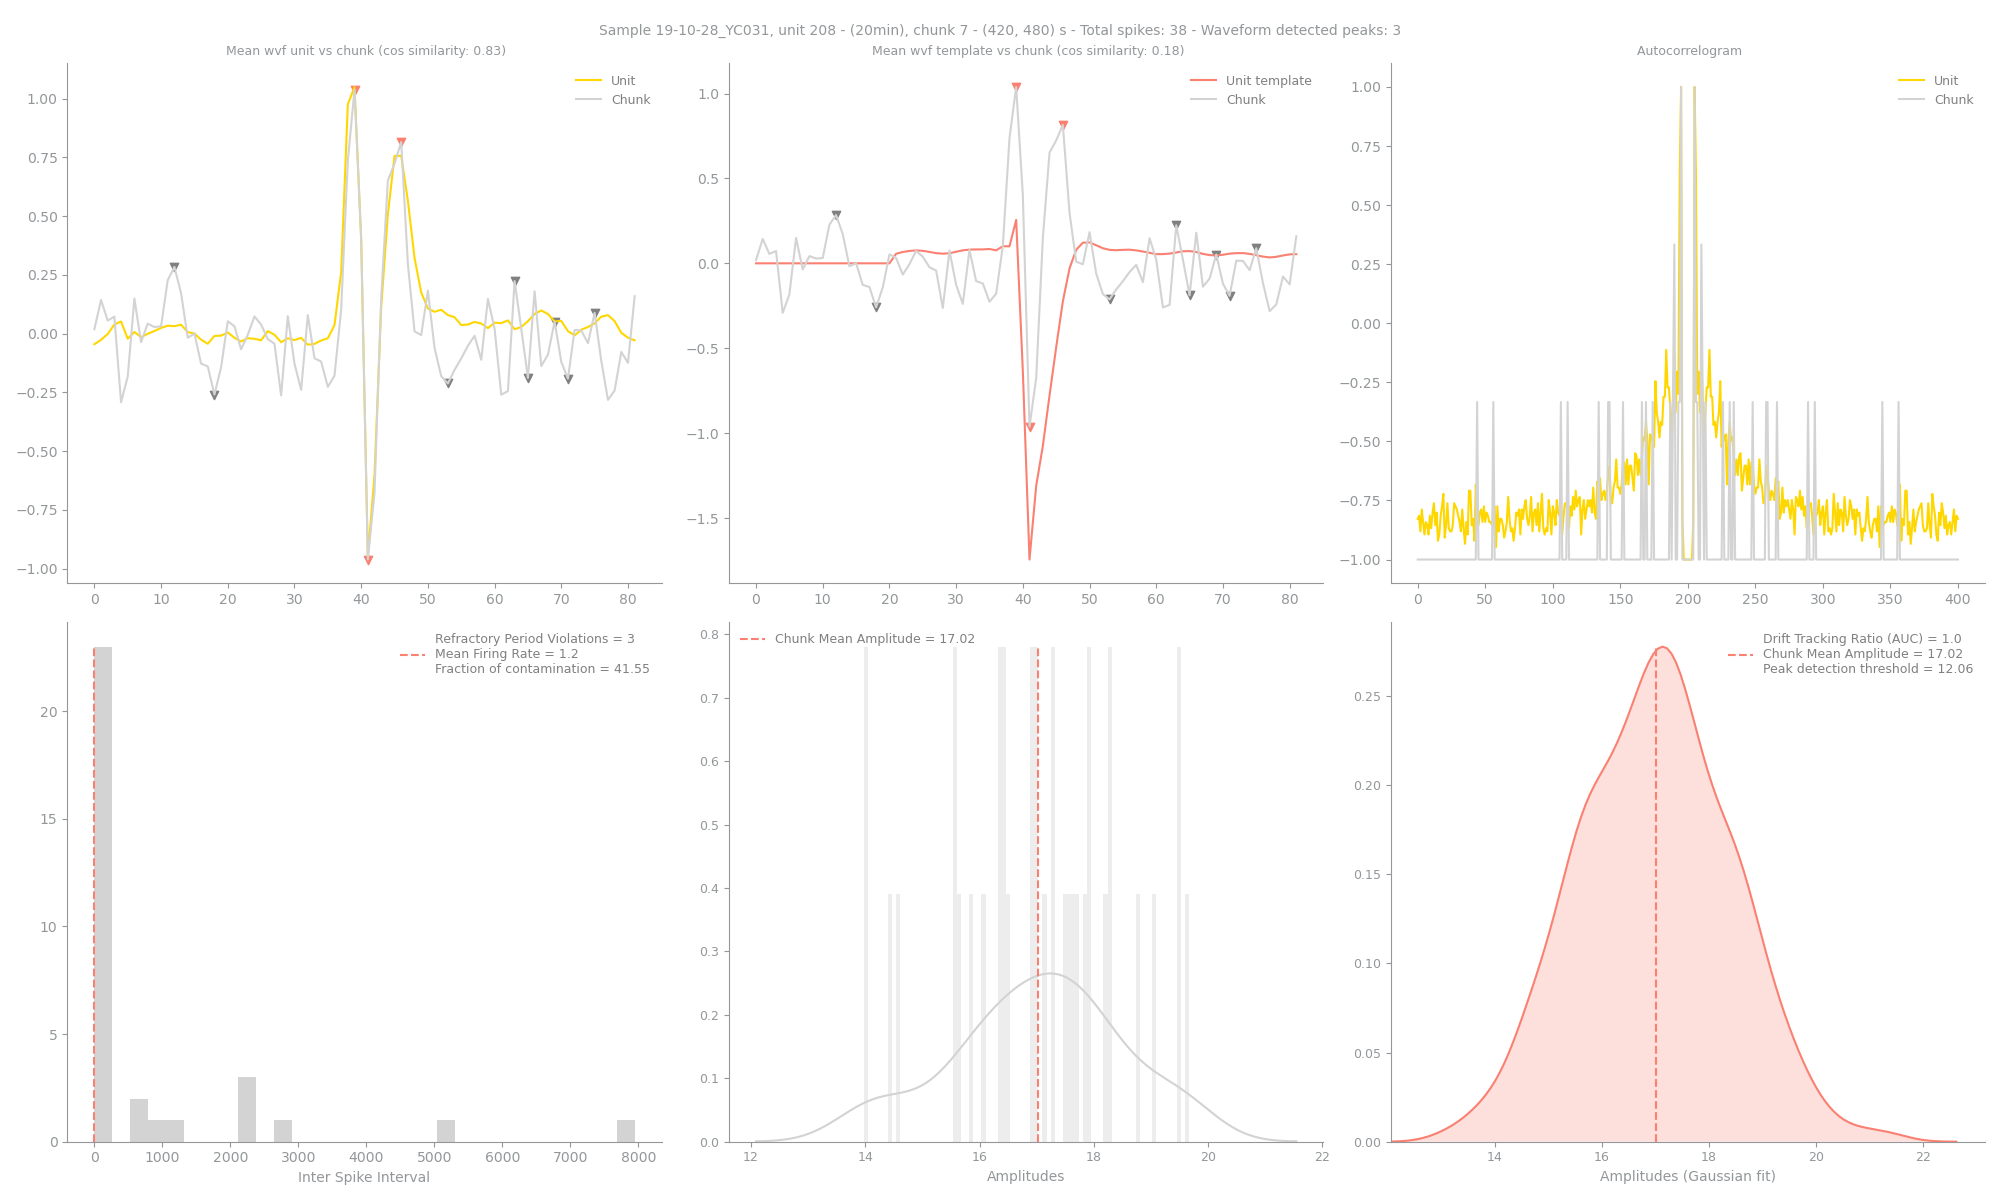 Sample 19-10-28_YC031, unit 208 - (20min), chunk 7 - (420, 480) s - Total spikes: 38 - Waveform detected peaks: 3
Mean wvf unit vs chunk (cos similarity: 0.83)
Unit
Chunk
1.00
0.75
0.50
0.25
0.00
−0.25
−0.50
−0.75
−1.00
0 10 20 30 40 50 60 70 80
Mean wvf template vs chunk (cos similarity: 0.18)
Unit template
Chunk
1.0
0.5
0.0
−0.5
−1.0
−1.5
0 10 20 30 40 50 60 70 80
Autocorrelogram
Unit
Chunk
1.00
0.75
0.50
0.25
0.00
−0.25
−0.50
−0.75
−1.00
0 50 100 150 200 250 300 350 400
Refractory Period Violations = 3
Mean Firing Rate = 1.2
Fraction of contamination = 41.55
20
15
10
5
0
0 1000 2000 3000 4000 5000 6000 7000 8000
Inter Spike Interval
Chunk Mean Amplitude = 17.02
0.8
0.7
0.6
0.5
0.4
0.3
0.2
0.1
0.0
12 14 16 18 20 22
Amplitudes
Drift Tracking Ratio (AUC) = 1.0
Chunk Mean Amplitude = 17.02
Peak detection threshold = 12.06
0.25
0.20
0.15
0.10
0.05
0.00
14 16 18 20 22
Amplitudes (Gaussian fit)